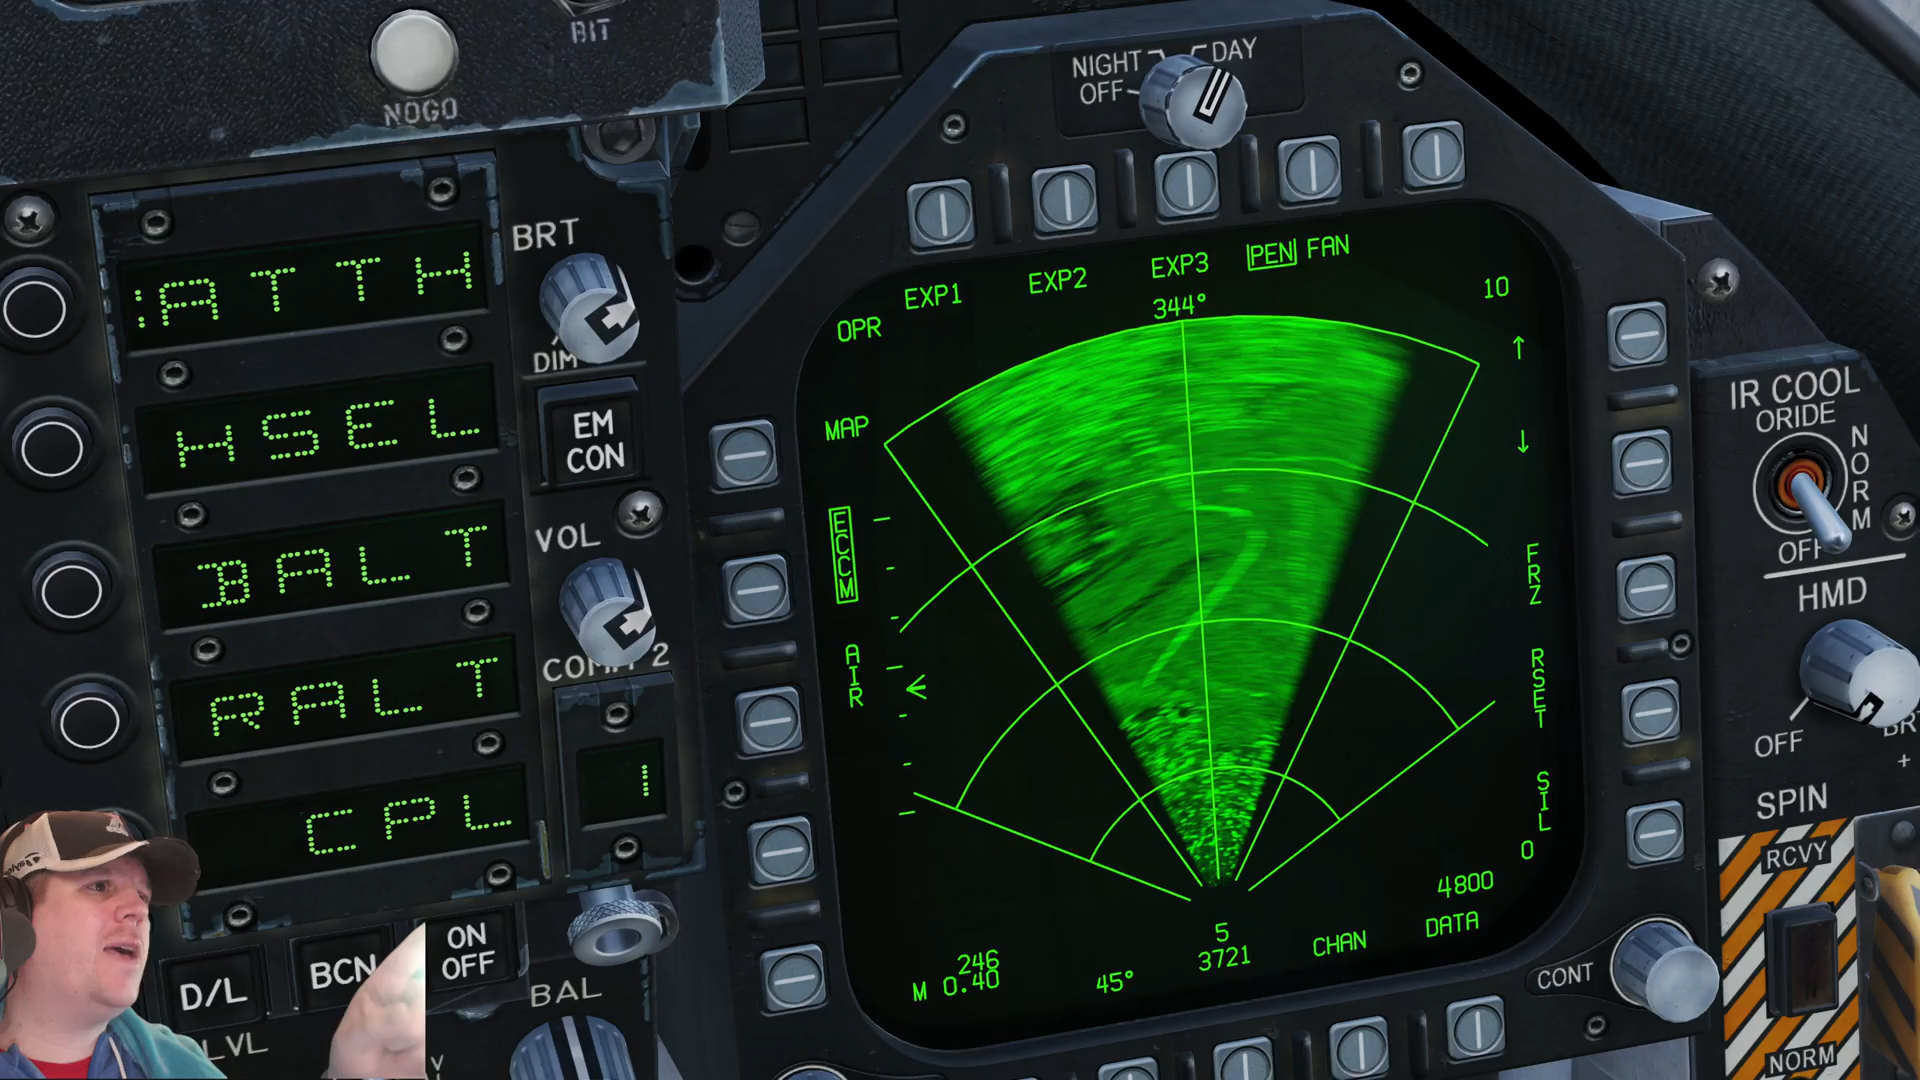 BIT
NOGO
NIGHT
DAY
OFF
BRT
DIM
:ATTH
HSEL
BALT
RALT
CPL
EM
CON
VOL
COMM 2
1
ON
OFF
D/L
BCN
LVL
BAL
EXP1
EXP2
EXP3
PEN
FAN
344°
10
OPR
MAP
ECCM
AIR
FRZ
RSET
SIL
0
4800
DATA
CHAN
5
3721
45°
246
M 0.40
CONT
IR COOL
ORIDE
NORM
OFF
HMD
OFF
BRT
+
SPIN
RCVY
NORM